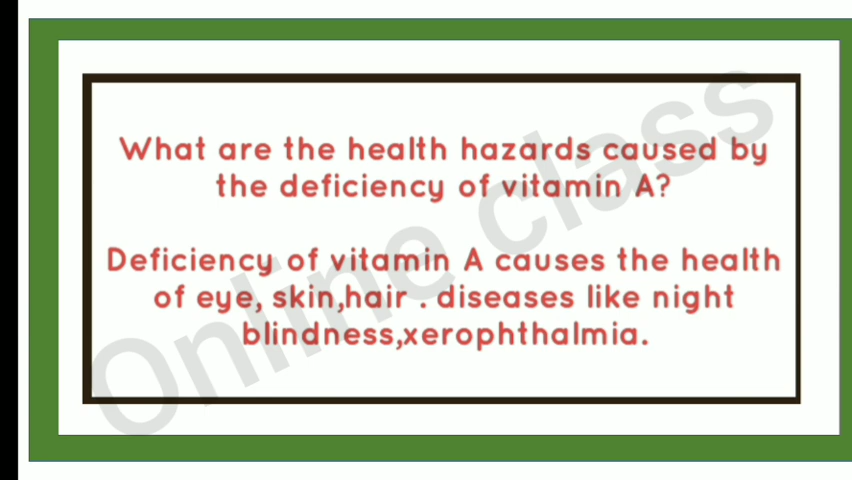 What are the health hazards caused by
the deficiency of vitamin A?
Deficiency of vitamin A causes the health
of eye, skin,hair . diseases like night
blindness,xerophthalmia.
Online class